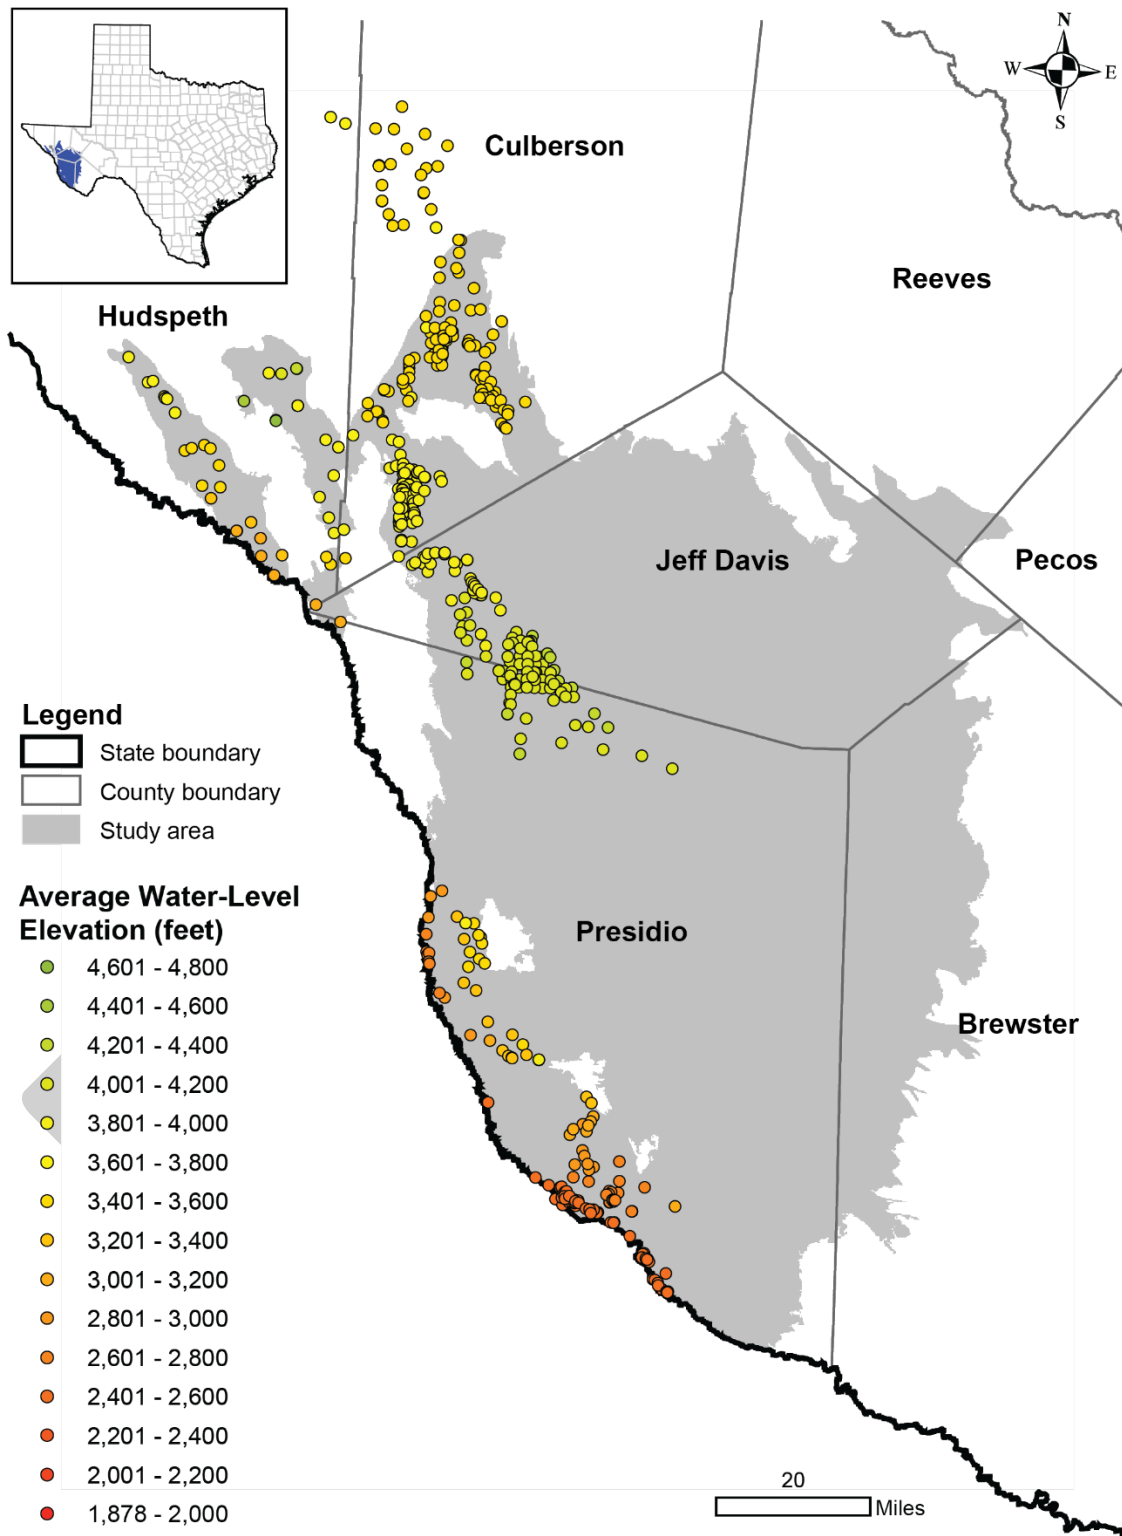 N
W
E
S
Culberson
Reeves
Hudspeth
Jeff Davis
Pecos
Legend
State boundary
County boundary
Study area
Average Water-Level
Elevation (feet)
4,601 - 4,800
4,401 - 4,600
4,201 - 4,400
4,001 - 4,200
3,801 - 4,000
3,601 - 3,800
3,401 - 3,600
3,201 - 3,400
3,001 - 3,200
2,801 - 3,000
2,601 - 2,800
2,401 - 2,600
2,201 - 2,400
2,001 - 2,200
1,878 - 2,000
Presidio
Brewster
20
Miles